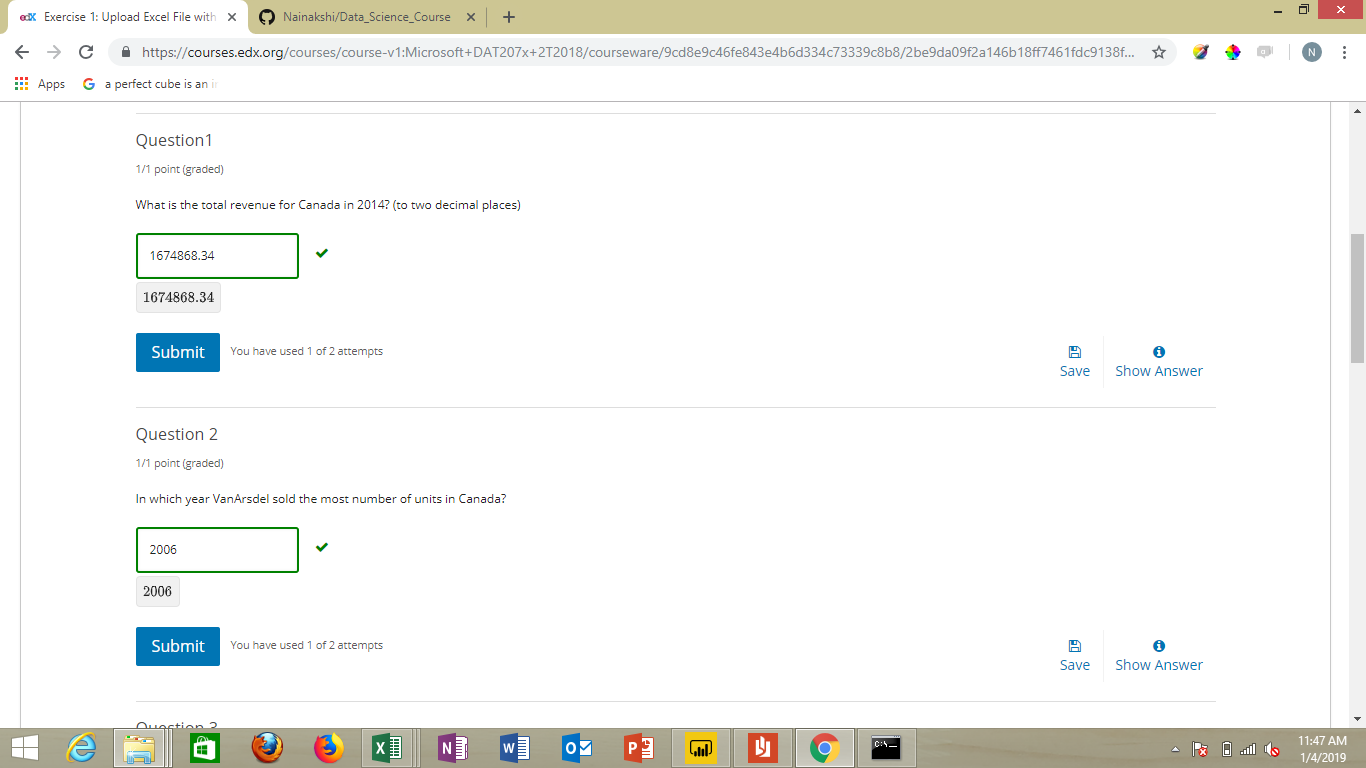 edX Exercise 1: Upload Excel File with
Nainakshi/Data_Science_Course
https://courses.edx.org/courses/course-v1:Microsoft+DAT207x+2T2018/courseware/9cd8e9c46fe843e4b6d334c73339c8b8/2be9da09f2a146b18ff7461fdc9138f...
N
Apps
G a perfect cube is an i
Question1
1/1 point (graded)
What is the total revenue for Canada in 2014? (to two decimal places)
1674868.34
1674868.34
Submit You have used 1 of 2 attempts
Save Show Answer
Question 2
1/1 point (graded)
In which year VanArsdel sold the most number of units in Canada?
2006
2006
Submit You have used 1 of 2 attempts
Save Show Answer
Question 3
11:47 AM
1/4/2019